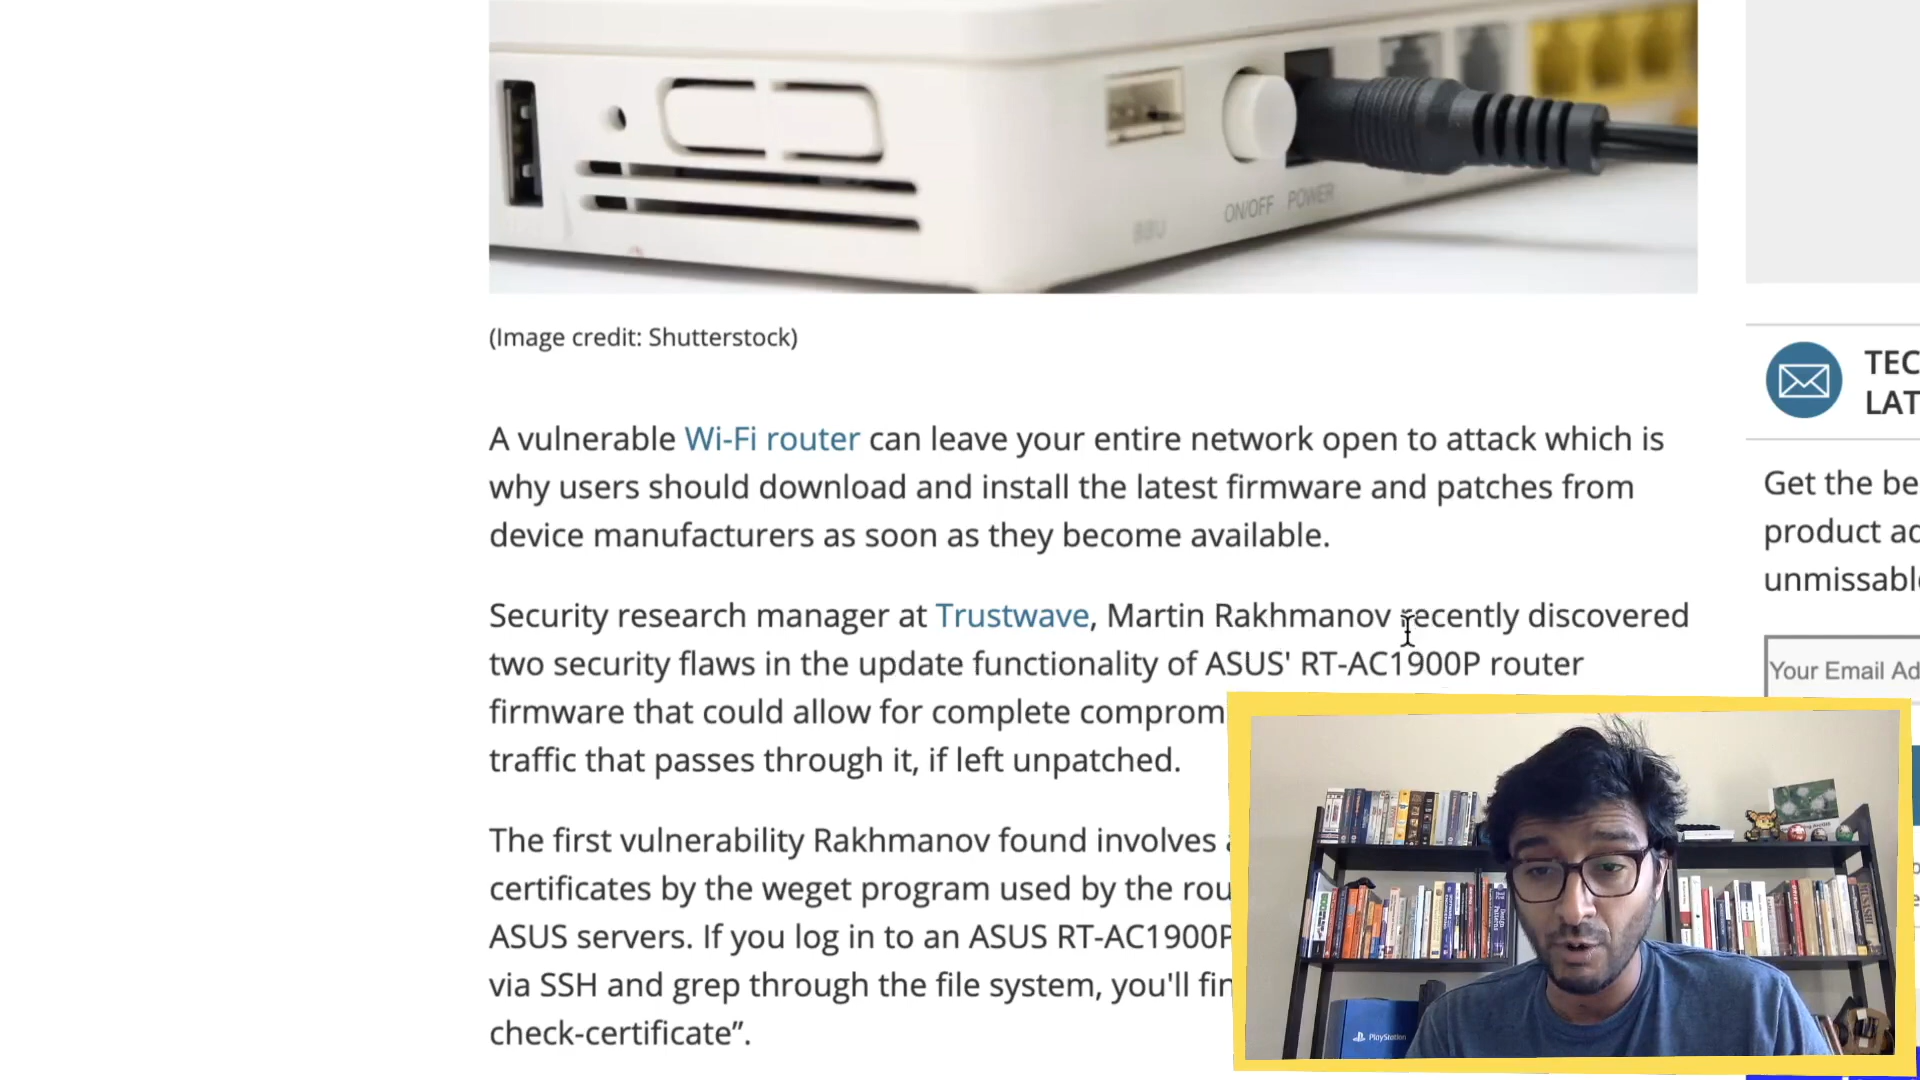 ON/OFF POWER
BBU
(Image credit: Shutterstock)
A vulnerable Wi-Fi router can leave your entire network open to attack which is
why users should download and install the latest firmware and patches from
device manufacturers as soon as they become available.
Security research manager at Trustwave, Martin Rakhmanov recently discovered
two security flaws in the update functionality of ASUS' RT-AC1900P router
firmware that could allow for complete comprom
traffic that passes through it, if left unpatched.
The first vulnerability Rakhmanov found involves
certificates by the weget program used by the rou
ASUS servers. If you log in to an ASUS RT-AC1900P
via SSH and grep through the file system, you'll fin
check-certificate”.
TEC
LAT
Get the be
product ad
unmissabl
Your Email Ad
PlayStation